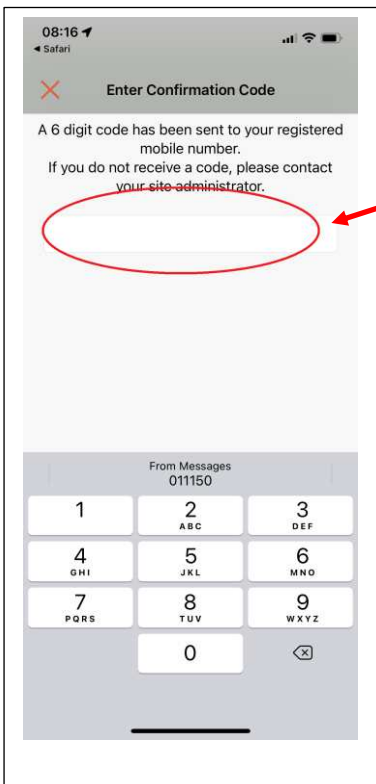 08:16
◀ Safari
Enter Confirmation Code
A 6 digit code has been sent to your registered
mobile number.
If you do not receive a code, please contact
your site administrator.
From Messages
011150
1
2
ABC
3
DEF
4
GHI
5
JKL
6
MNO
7
PQRS
8
TUV
9
WXYZ
0